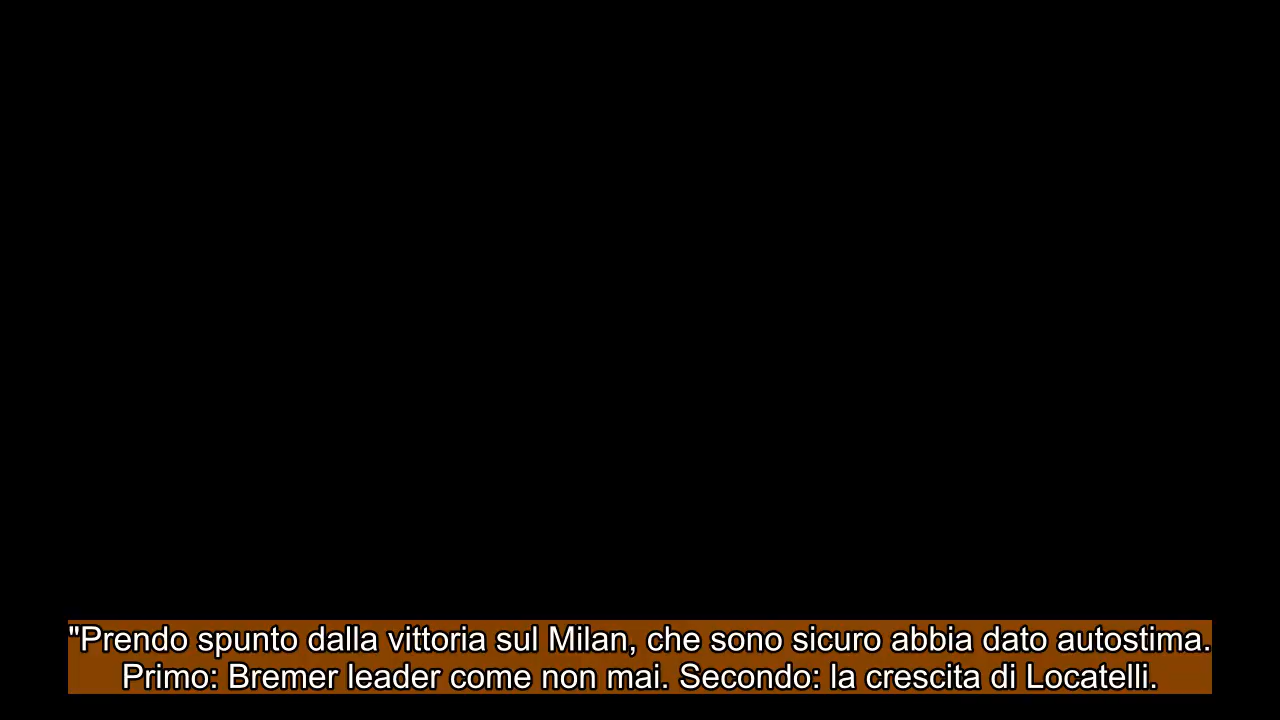 "Prendo spunto dalla vittoria sul Milan, che sono sicuro abbia dato autostima.
Primo: Bremer leader come non mai. Secondo: la crescita di Locatelli.